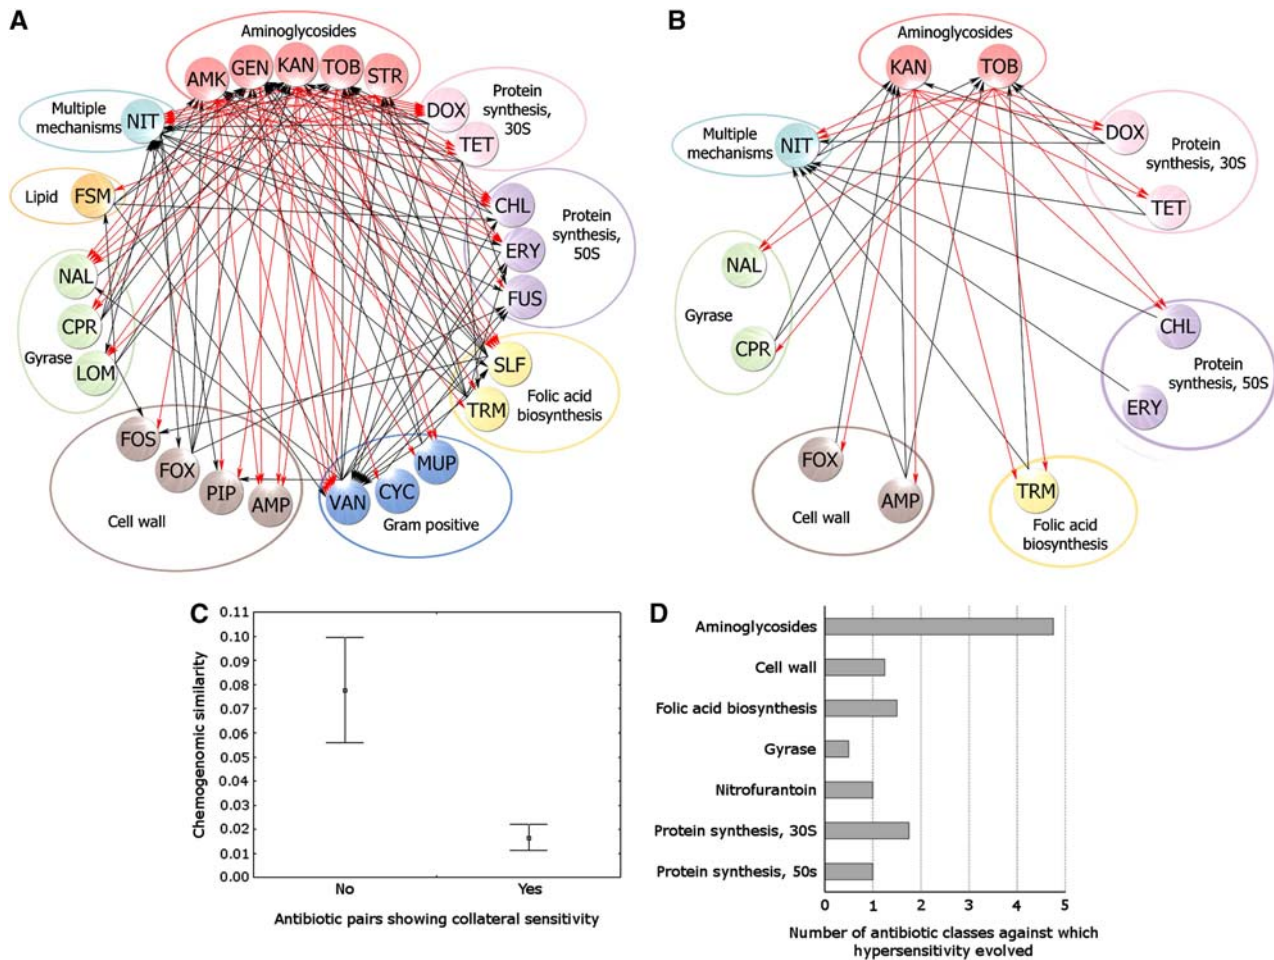 A
Aminoglycosides
AMK
GEN
KAN
TOB
STR
Multiple
mechanisms
NIT
DOX
TET
Protein
synthesis, 30S
Lipid
FSM
CHL
ERY
FUS
Protein
synthesis,
50S
NAL
CPR
Gyrase
LOM
SLF
TRM
Folic acid
biosynthesis
FOS
FOX
PIP
AMP
Cell wall
VAN
CYC
MUP
Gram positive
B
Aminoglycosides
KAN
TOB
Multiple
mechanisms
NIT
DOX
TET
Protein
synthesis, 30S
NAL
Gyrase
CPR
CHL
ERY
Protein
synthesis, 50S
FOX
AMP
Cell wall
TRM
Folic acid
biosynthesis
C
Chemogenomic similarity
0.11
0.10
0.09
0.08
0.07
0.06
0.05
0.04
0.03
0.02
0.01
0.00
No
Yes
Antibiotic pairs showing collateral sensitivity
D
Aminoglycosides
Cell wall
Folic acid biosynthesis
Gyrase
Nitrofurantoin
Protein synthesis, 30S
Protein synthesis, 50s
0 1 2 3 4 5
Number of antibiotic classes against which
hypersensitivity evolved